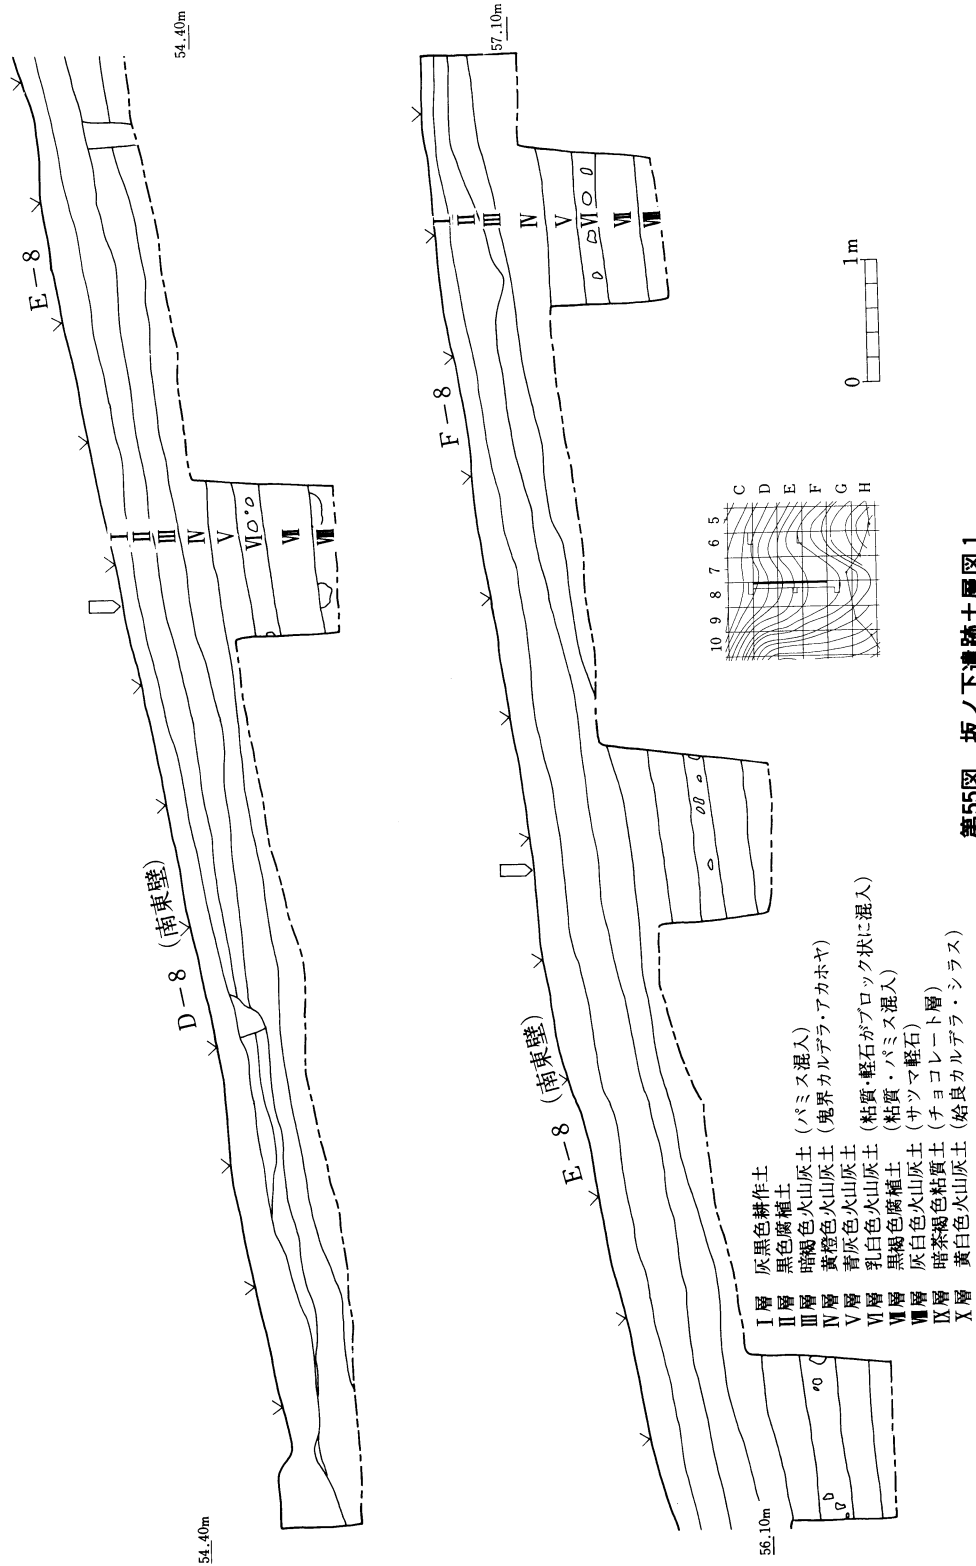 54.40m
E－8
I
II
III
IV
V
VI
VII
VIII
D－8 (南東壁)
54.40m
57.10m
F－8
I
II
III
IV
V
VI
VII
VIII
E－8 (南東壁)
56.10m
0 1m
10 9 8 7 6 5
C
D
E
F
G
H
I層 灰黒色耕作土
II層 黒色腐植土
III層 暗褐色火山灰土 (パミス混入)
IV層 黄橙色火山灰土 (鬼界カルデラ・アカホヤ)
V層 青灰色火山灰土
VI層 乳白色火山灰土 (粘質・軽石がブロック状に混入)
VII層 黒褐色腐植土 (粘質・パミス混入)
VIII層 灰白色火山灰土 (サツマ軽石)
IX層 暗茶褐色粘質土 (チョコレート層)
X層 黄白色火山灰土 (姶良カルデラ・シラス)
第55図 坂ノ下遺跡土層図1